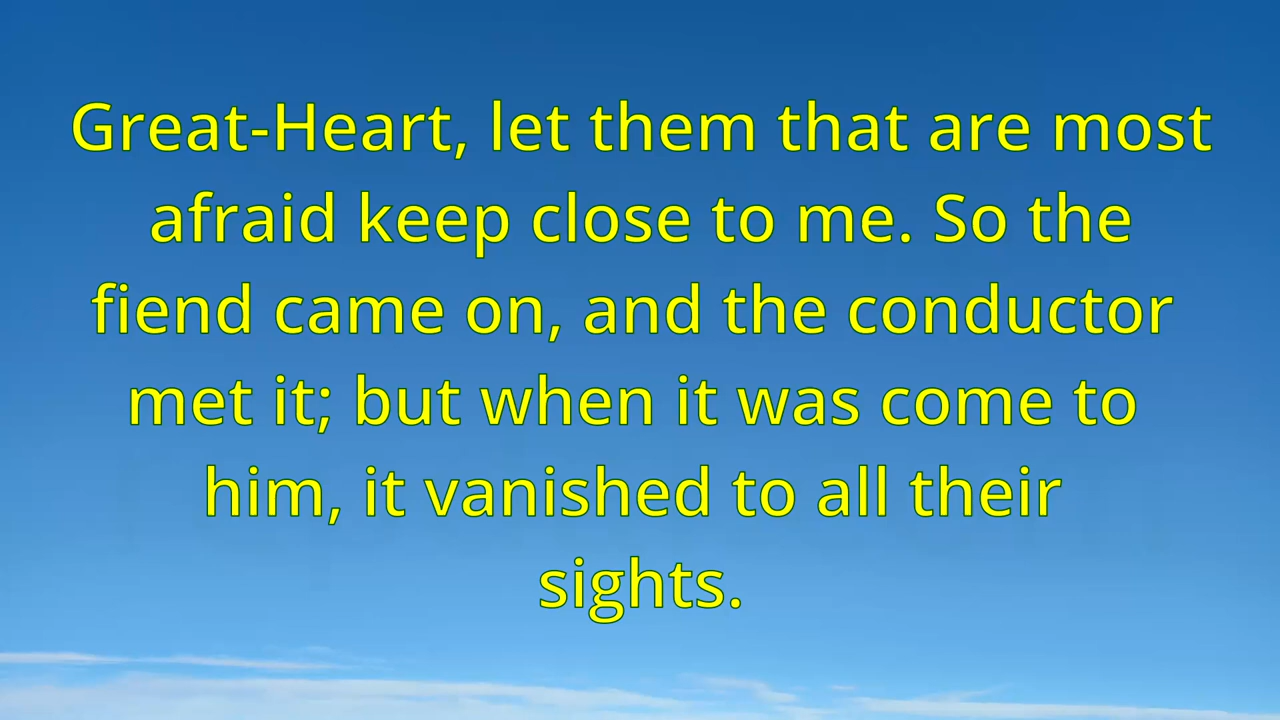 Great-Heart, let them that are most
afraid keep close to me. So the
fiend came on, and the conductor
met it; but when it was come to
him, it vanished to all their
sights.